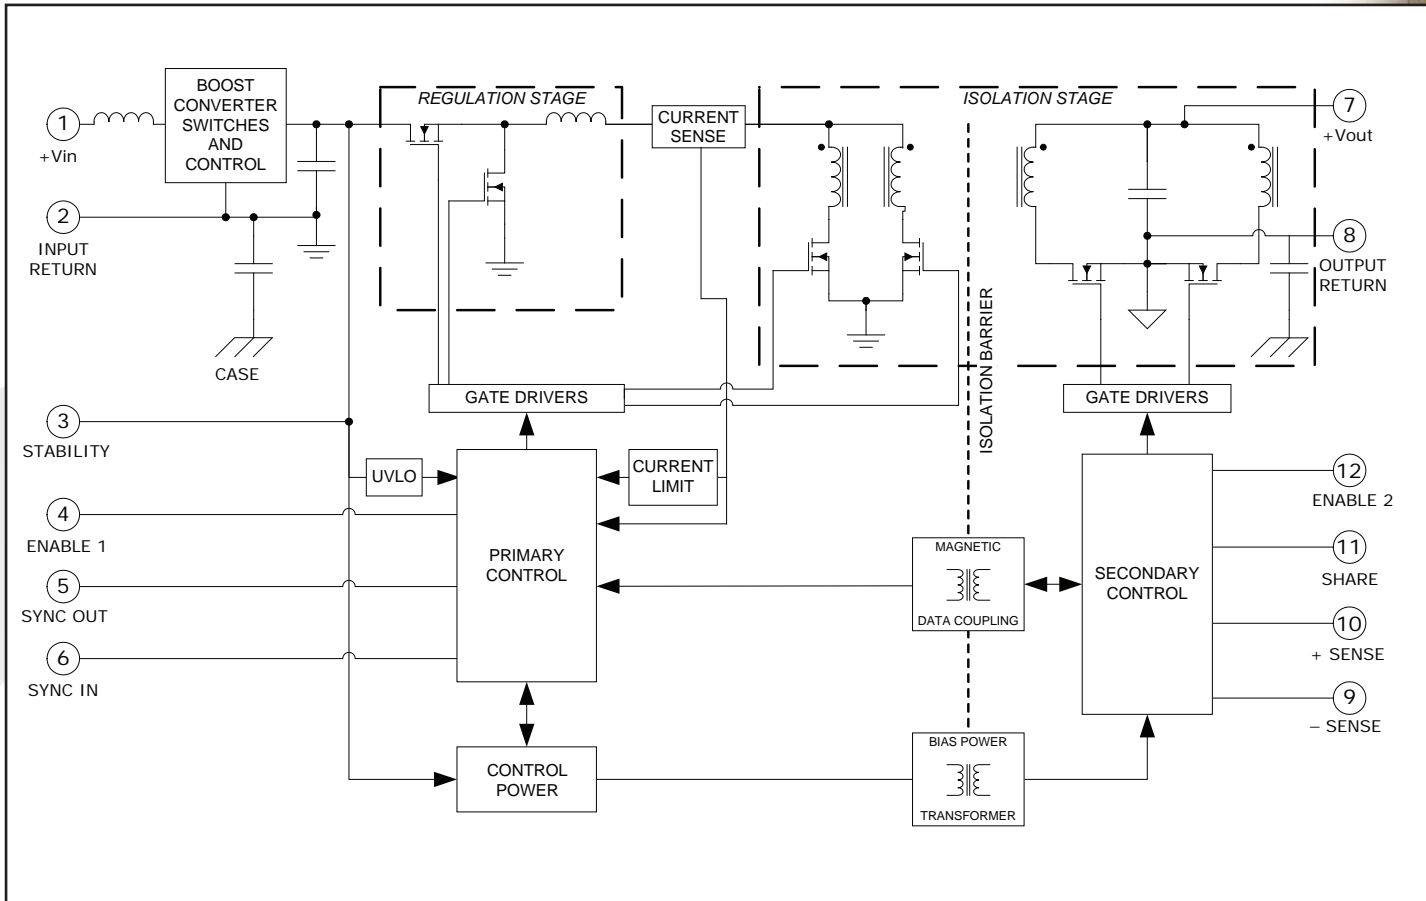 BOOST
CONVERTER
SWITCHES
AND
CONTROL
REGULATION STAGE
CURRENT
SENSE
ISOLATION STAGE
1
+Vin
7
+Vout
2
INPUT
RETURN
8
OUTPUT
RETURN
CASE
ISOLATION BARRIER
GATE DRIVERS
GATE DRIVERS
3
STABILITY
UVLO
CURRENT
LIMIT
4
ENABLE 1
12
ENABLE 2
PRIMARY
CONTROL
MAGNETIC
DATA COUPLING
SECONDARY
CONTROL
11
SHARE
5
SYNC OUT
10
+ SENSE
6
SYNC IN
9
– SENSE
CONTROL
POWER
BIAS POWER
TRANSFORMER